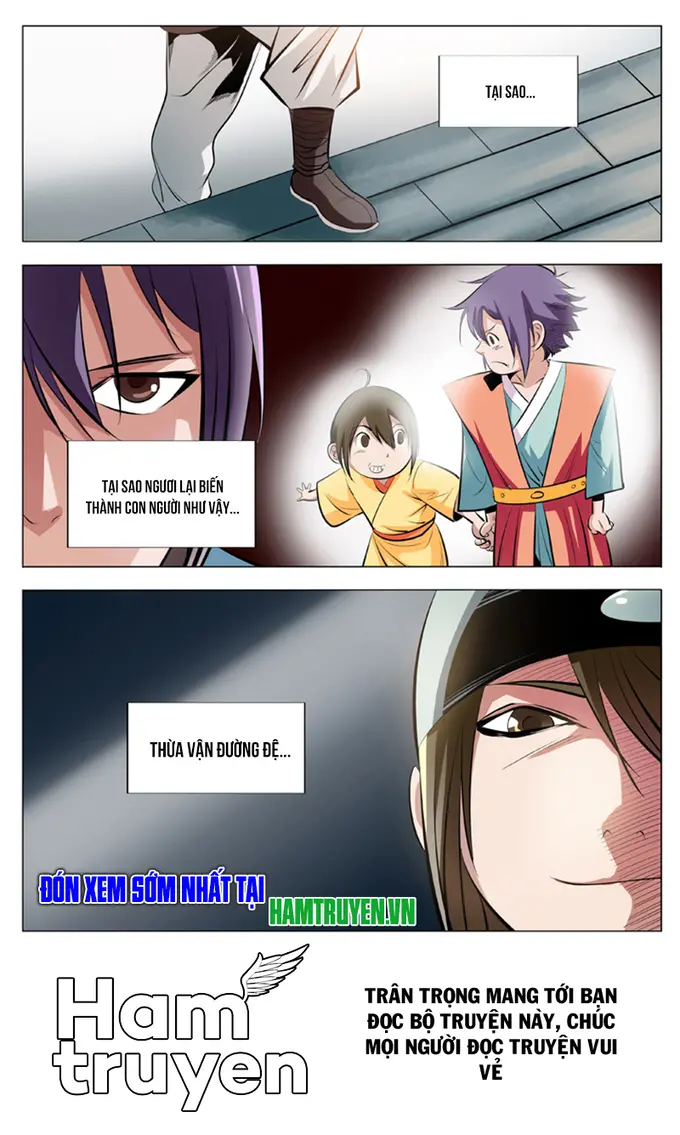 TẠI SAO...
TẠI SAO NGƯƠI LẠI BIẾN
THÀNH CON NGƯỜI NHƯ VẬY...
THỪA VẬN ĐƯỜNG ĐỆ...
ĐÓN XEM SỚM NHẤT TẠI
HAMTRUYEN.VN
Ham
truyen
TRÂN TRỌNG MANG TỚI BẠN
ĐỌC BỘ TRUYỆN NÀY, CHÚC
MỌI NGƯỜI ĐỌC TRUYỆN VUI
VẺ